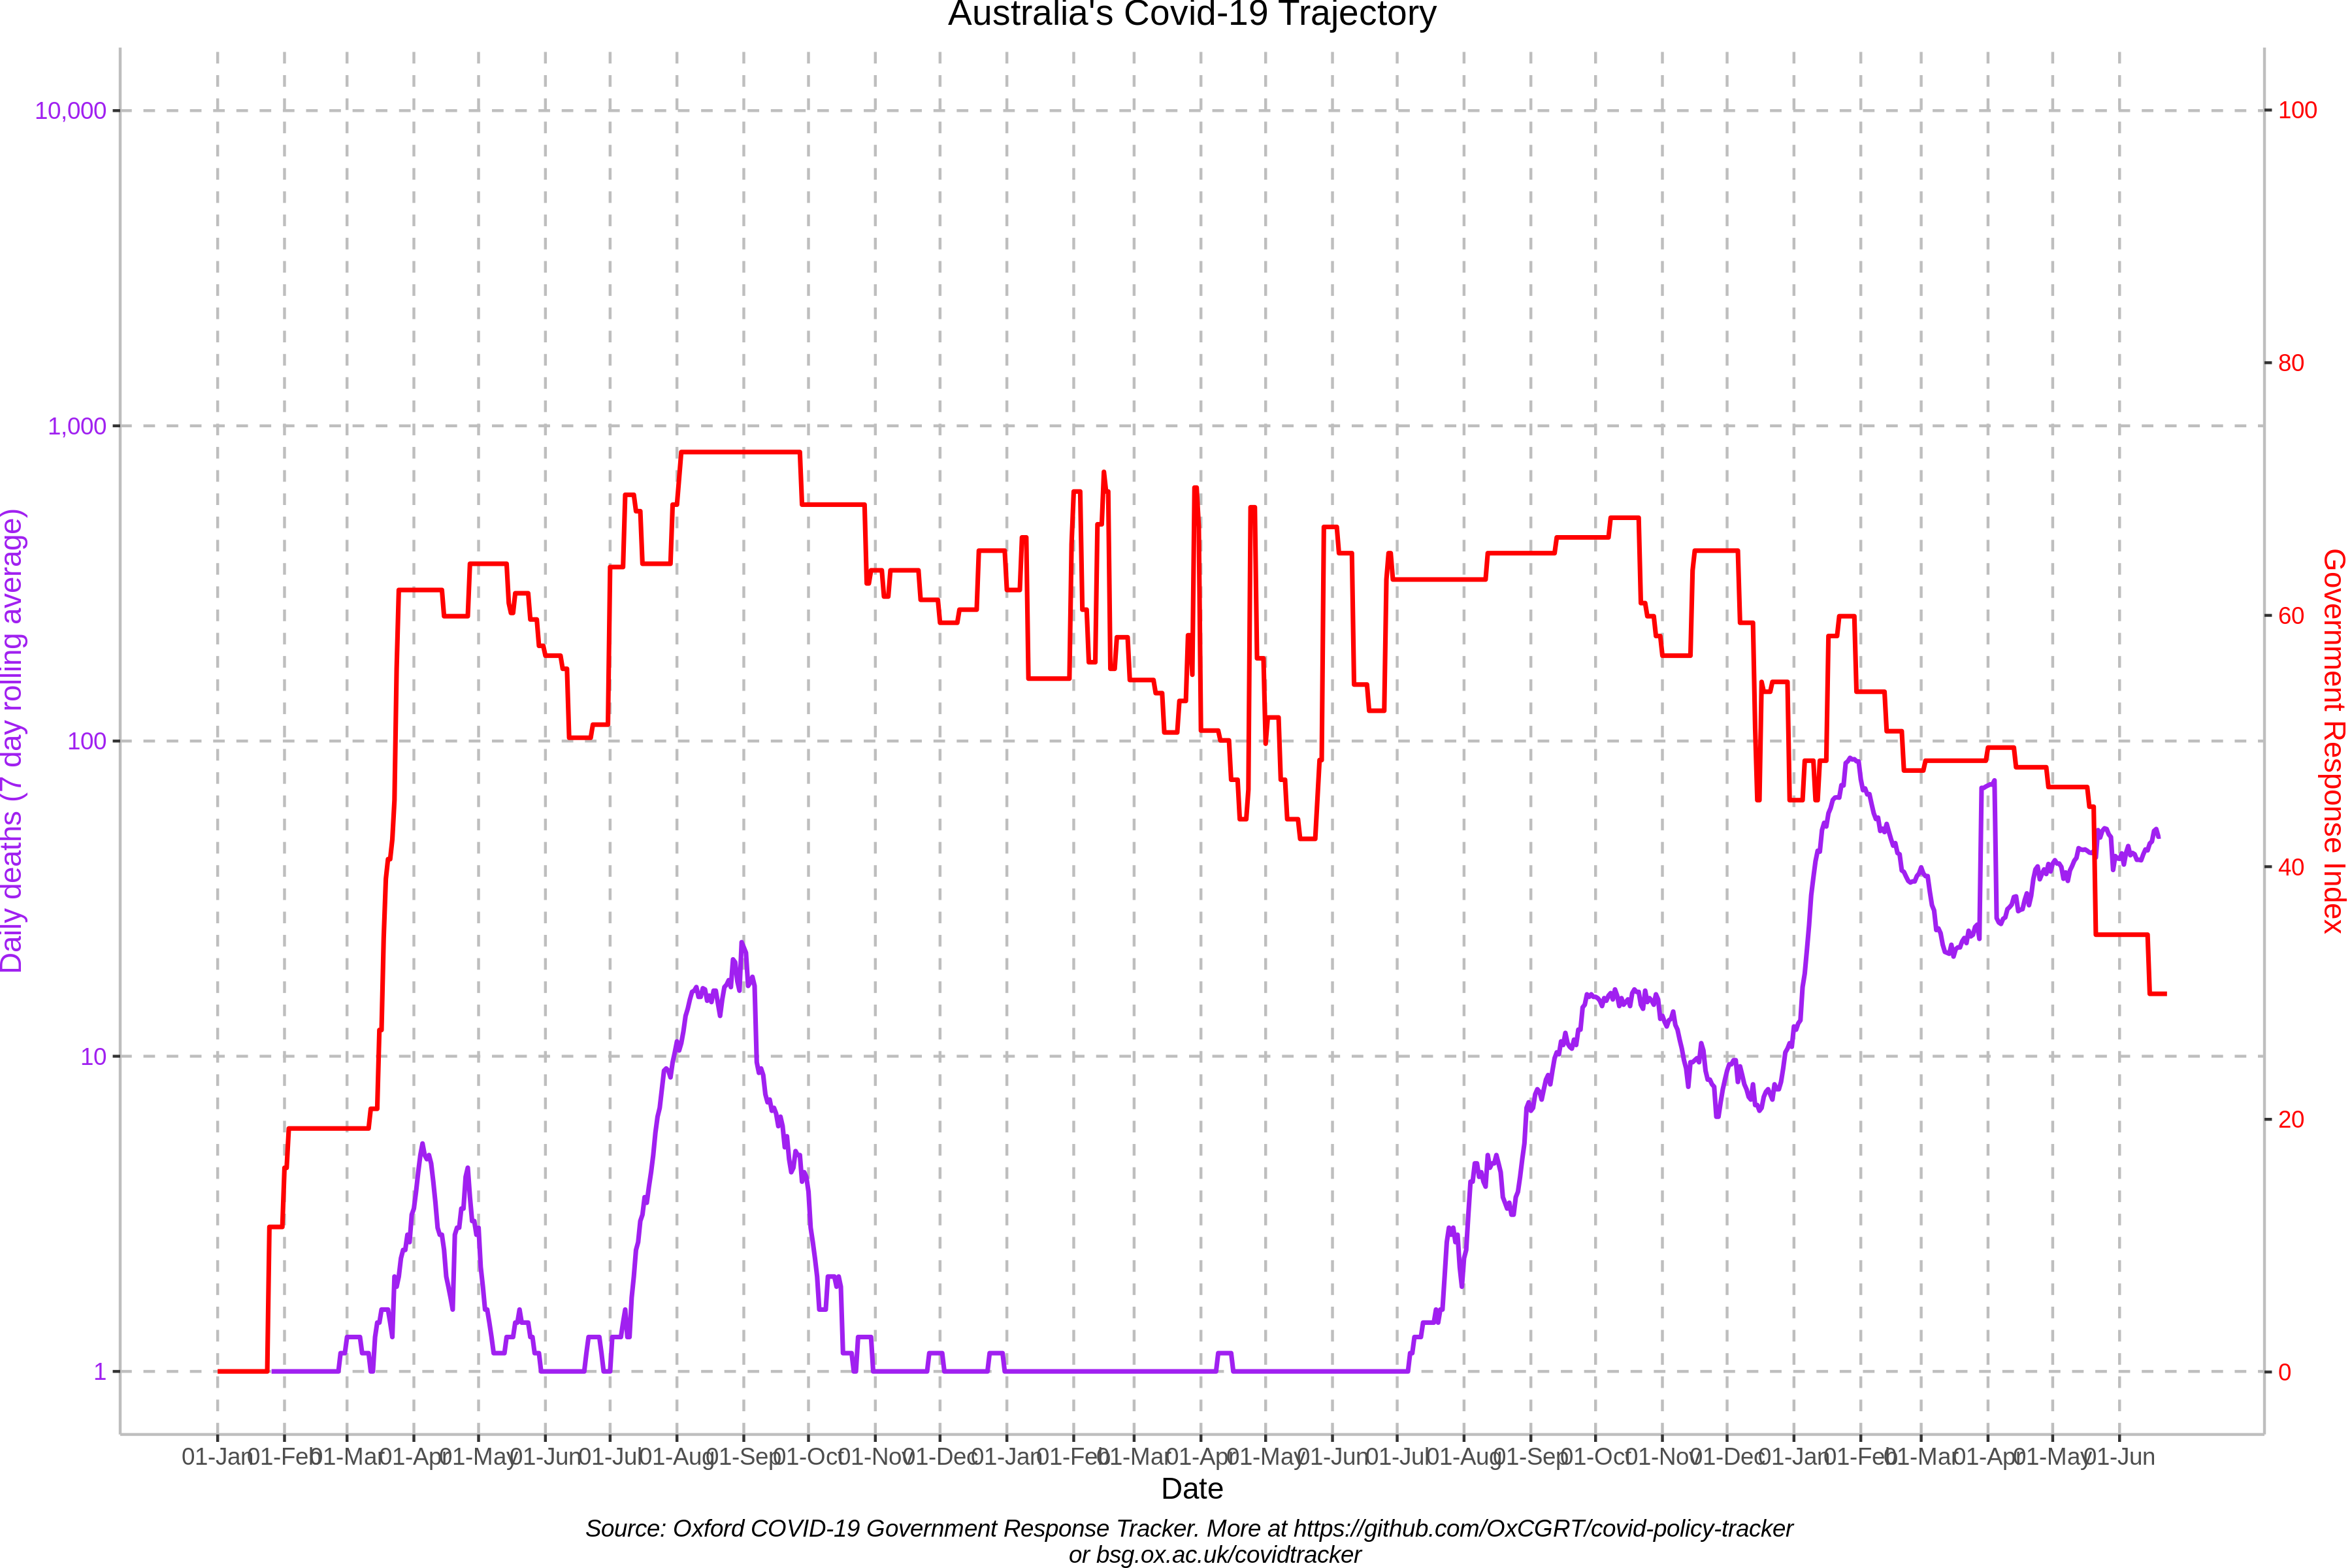 Australia's Covid-19 Trajectory
10,000
1,000
100
10
1
Daily deaths (7 day rolling average)
100
80
60
40
20
0
Government Response Index
01-Jan 01-Feb 01-Mar 01-Apr 01-May 01-Jun 01-Jul 01-Aug 01-Sep 01-Oct 01-Nov 01-Dec 01-Jan 01-Feb 01-Mar 01-Apr 01-May 01-Jun 01-Jul 01-Aug 01-Sep 01-Oct 01-Nov 01-Dec 01-Jan 01-Feb 01-Mar 01-Apr 01-May 01-Jun
Date
Source: Oxford COVID-19 Government Response Tracker. More at https://github.com/OxCGRT/covid-policy-tracker
or bsg.ox.ac.uk/covidtracker